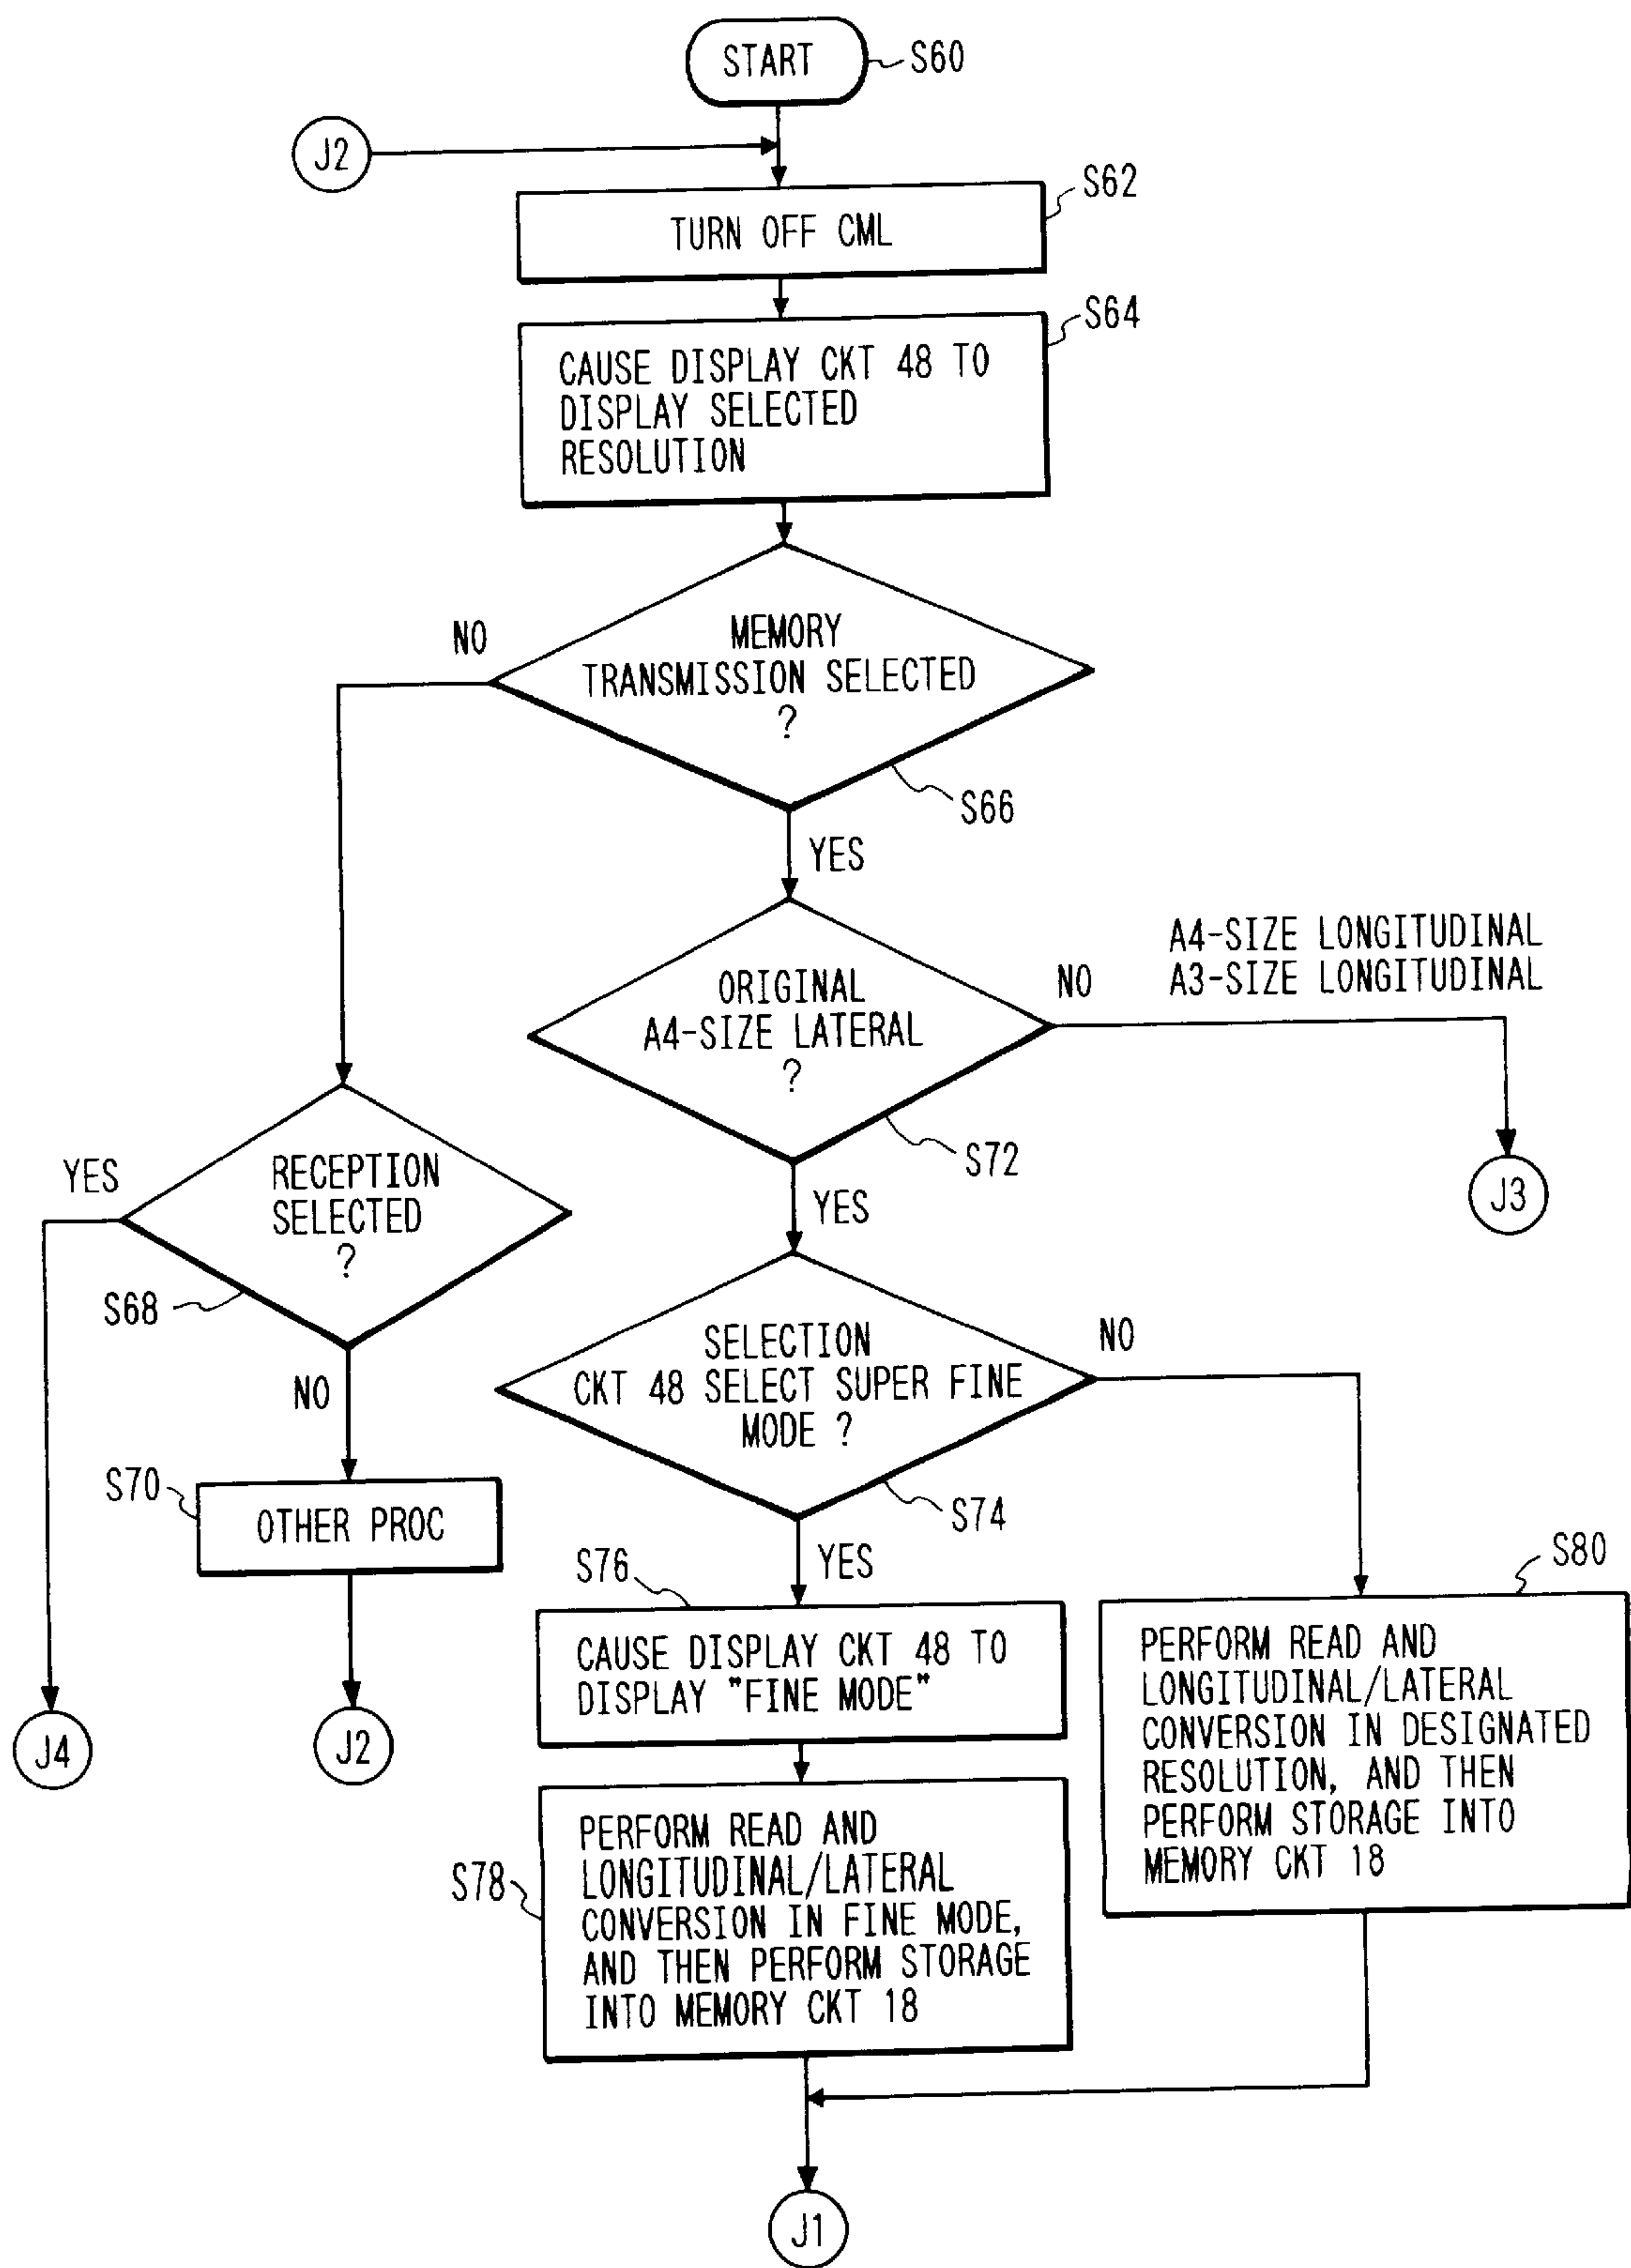 START
S60
J2
S62
TURN OFF CML
S64
CAUSE DISPLAY CKT 48 TO
DISPLAY SELECTED
RESOLUTION
NO
MEMORY
TRANSMISSION SELECTED
?
S66
YES
A4-SIZE LONGITUDINAL
A3-SIZE LONGITUDINAL
NO
ORIGINAL
A4-SIZE LATERAL
?
S72
J3
YES
YES
RECEPTION
SELECTED
?
S68
NO
SELECTION
CKT 48 SELECT SUPER FINE
MODE ?
NO
S74
S70
OTHER PROC
YES
S76
S80
CAUSE DISPLAY CKT 48 TO
DISPLAY "FINE MODE"
PERFORM READ AND
LONGITUDINAL/LATERAL
CONVERSION IN DESIGNATED
RESOLUTION, AND THEN
PERFORM STORAGE INTO
MEMORY CKT 18
J4
J2
S78
PERFORM READ AND
LONGITUDINAL/LATERAL
CONVERSION IN FINE MODE,
AND THEN PERFORM STORAGE
INTO MEMORY CKT 18
J1